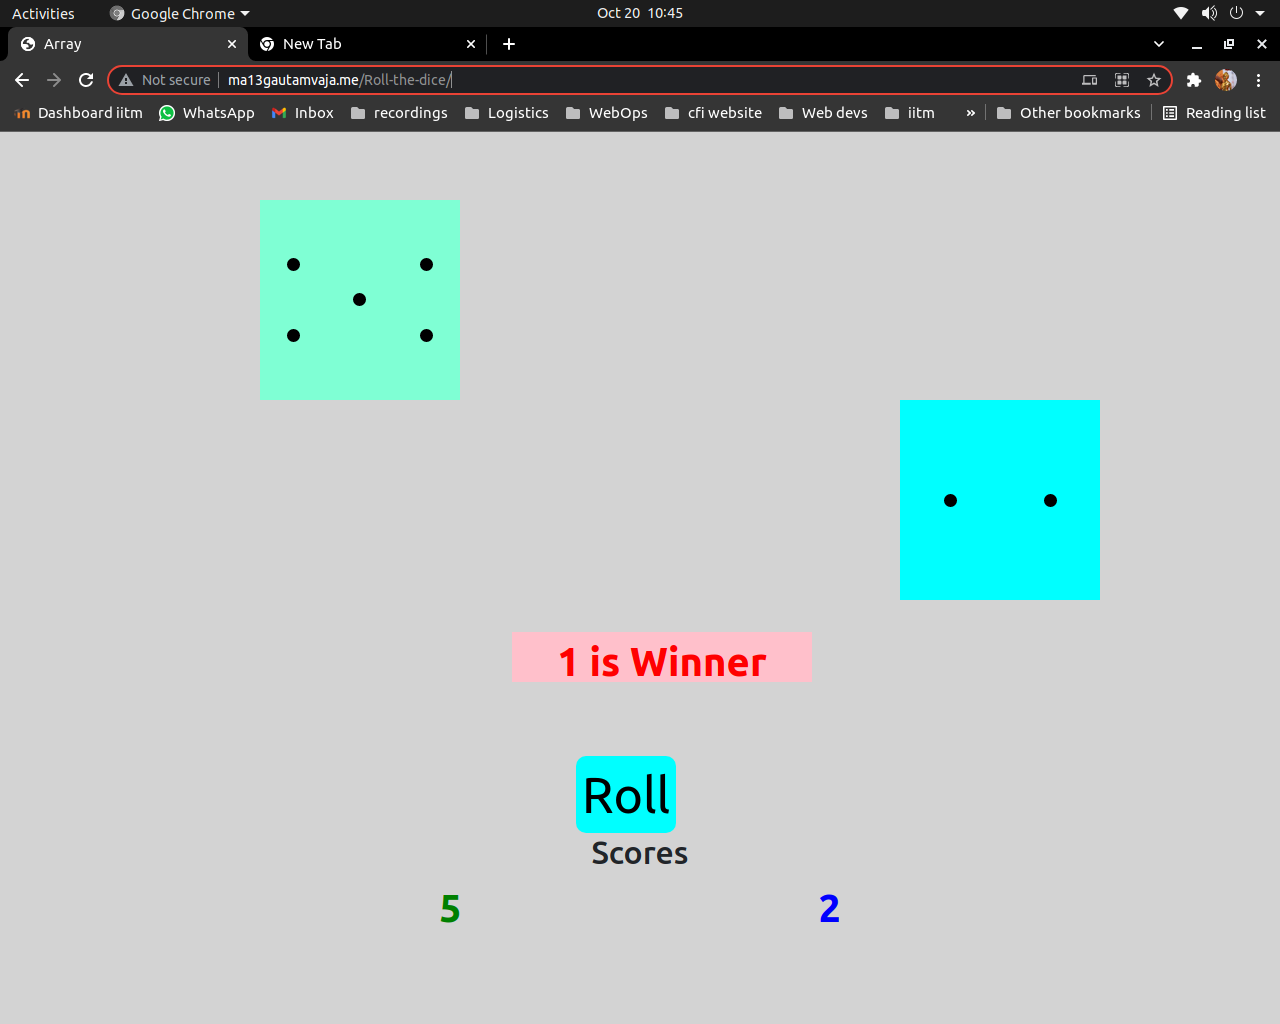 Activities Google Chrome Oct 20 10:45
Array New Tab
Not secure ma13gautamvaja.me/Roll-the-dice/
Dashboard iitm WhatsApp Inbox recordings Logistics WebOps cfi website Web devs iitm » Other bookmarks Reading list
1 is Winner
Roll
Scores
5 2